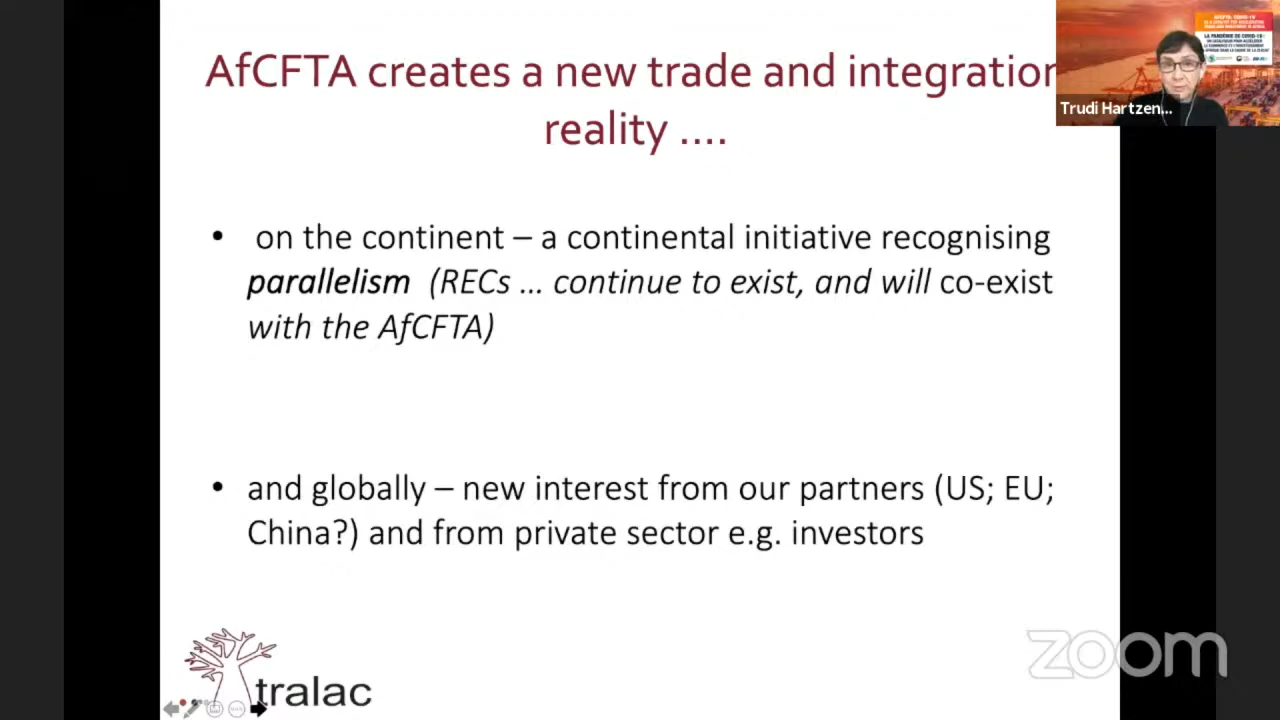 AfCFTA creates a new trade and integration
reality ....
Trudi Hartzen...
• on the continent – a continental initiative recognising
parallelism (RECs ... continue to exist, and will co-exist
with the AfCFTA)
• and globally – new interest from our partners (US; EU;
China?) and from private sector e.g. investors
tralac
zoom